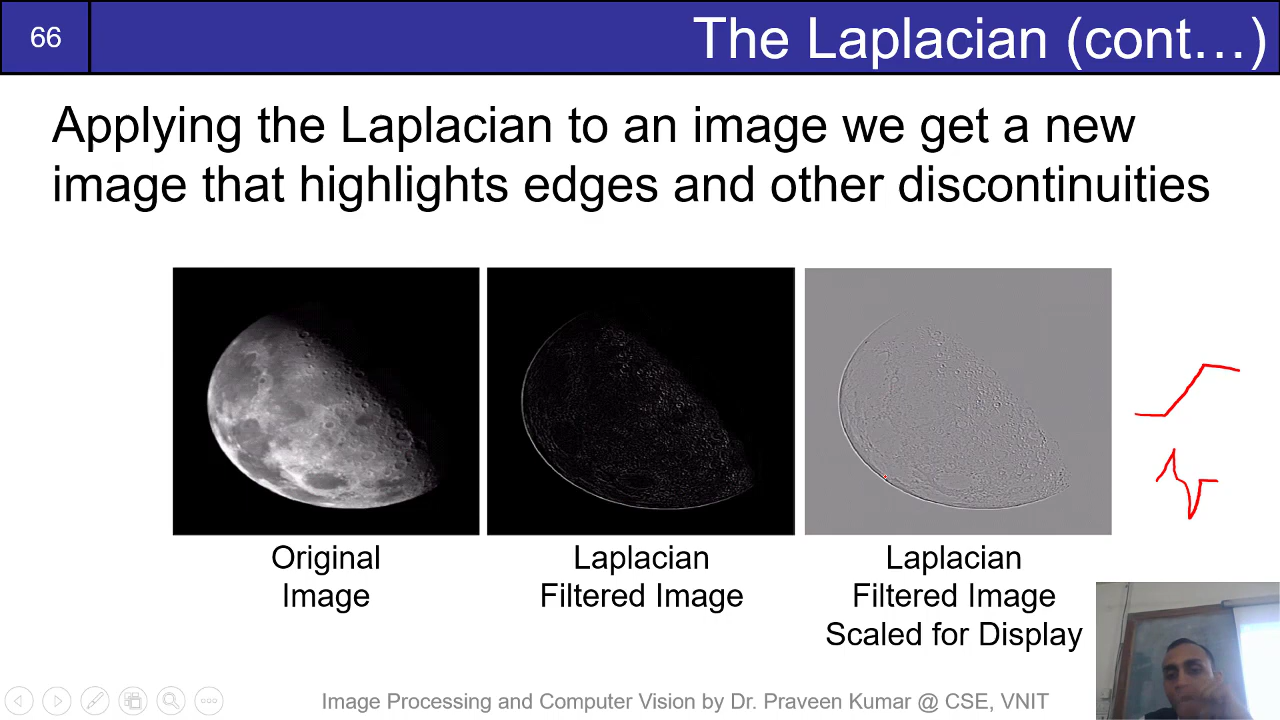 66
The Laplacian (cont…)
Applying the Laplacian to an image we get a new
image that highlights edges and other discontinuities
Original
Image
Laplacian
Filtered Image
Laplacian
Filtered Image
Scaled for Display
Image Processing and Computer Vision by Dr. Praveen Kumar @ CSE, VNIT